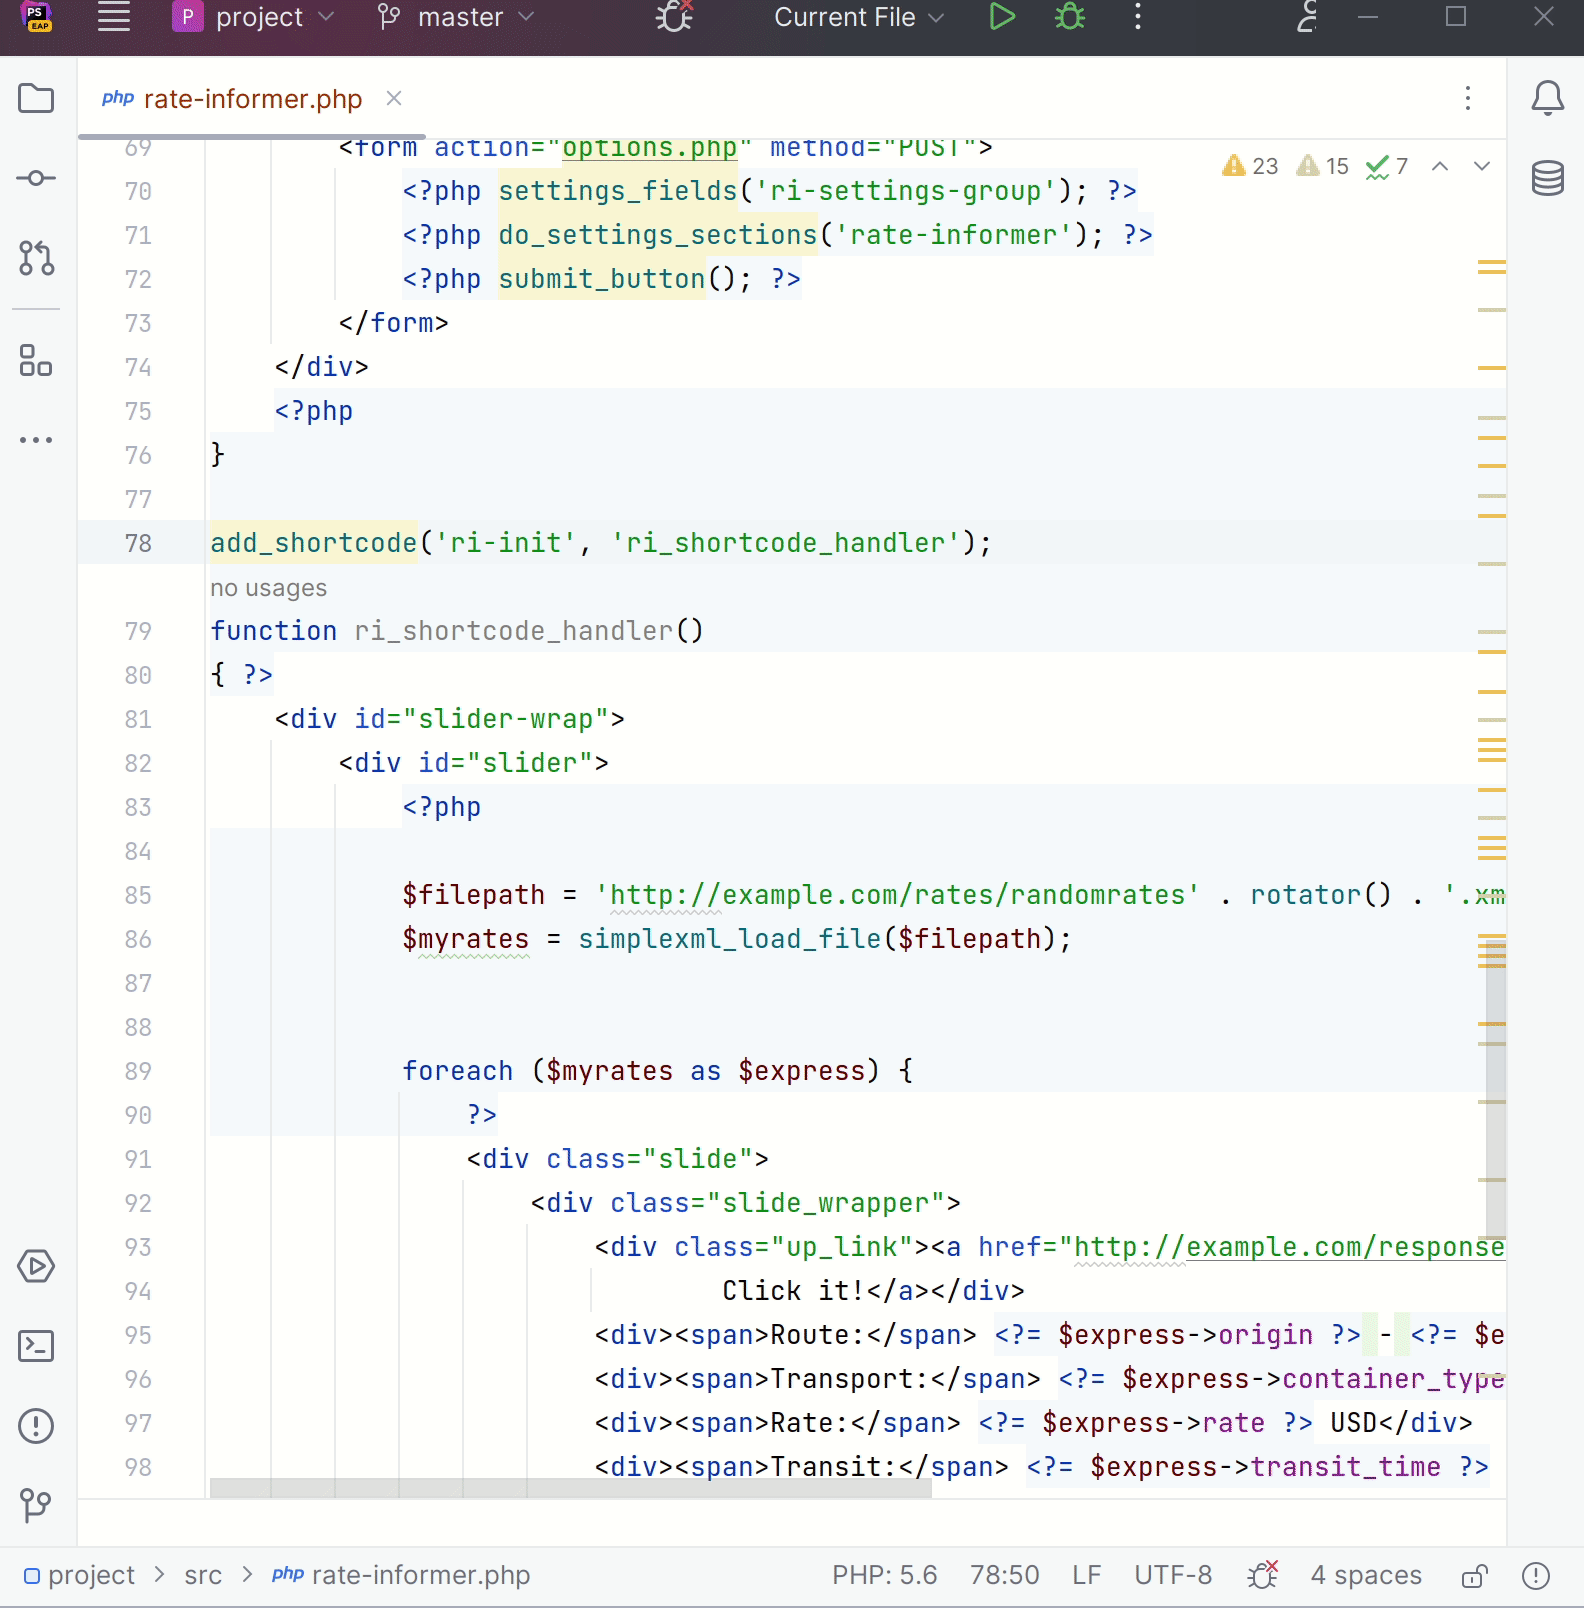 PS
EAP
P project master Current File
php rate-informer.php
23 15 7
69 <form action="options.php" method="POST">
70 <?php settings_fields('ri-settings-group'); ?>
71 <?php do_settings_sections('rate-informer'); ?>
72 <?php submit_button(); ?>
73 </form>
74 </div>
75 <?php
76 }
77
78 add_shortcode('ri-init', 'ri_shortcode_handler');
no usages
79 function ri_shortcode_handler()
80 { ?>
81 <div id="slider-wrap">
82 <div id="slider">
83 <?php
84
85 $filepath = 'http://example.com/rates/randomrates' . rotator() . '.xm
86 $myrates = simplexml_load_file($filepath);
87
88
89 foreach ($myrates as $express) {
90 ?>
91 <div class="slide">
92 <div class="slide_wrapper">
93 <div class="up_link"><a href="http://example.com/response
94 Click it!</a></div>
95 <div><span>Route:</span> <?= $express->origin ?> - <?= $e
96 <div><span>Transport:</span> <?= $express->container_type
97 <div><span>Rate:</span> <?= $express->rate ?> USD</div>
98 <div><span>Transit:</span> <?= $express->transit_time ?>
project > src > php rate-informer.php PHP: 5.6 78:50 LF UTF-8 4 spaces